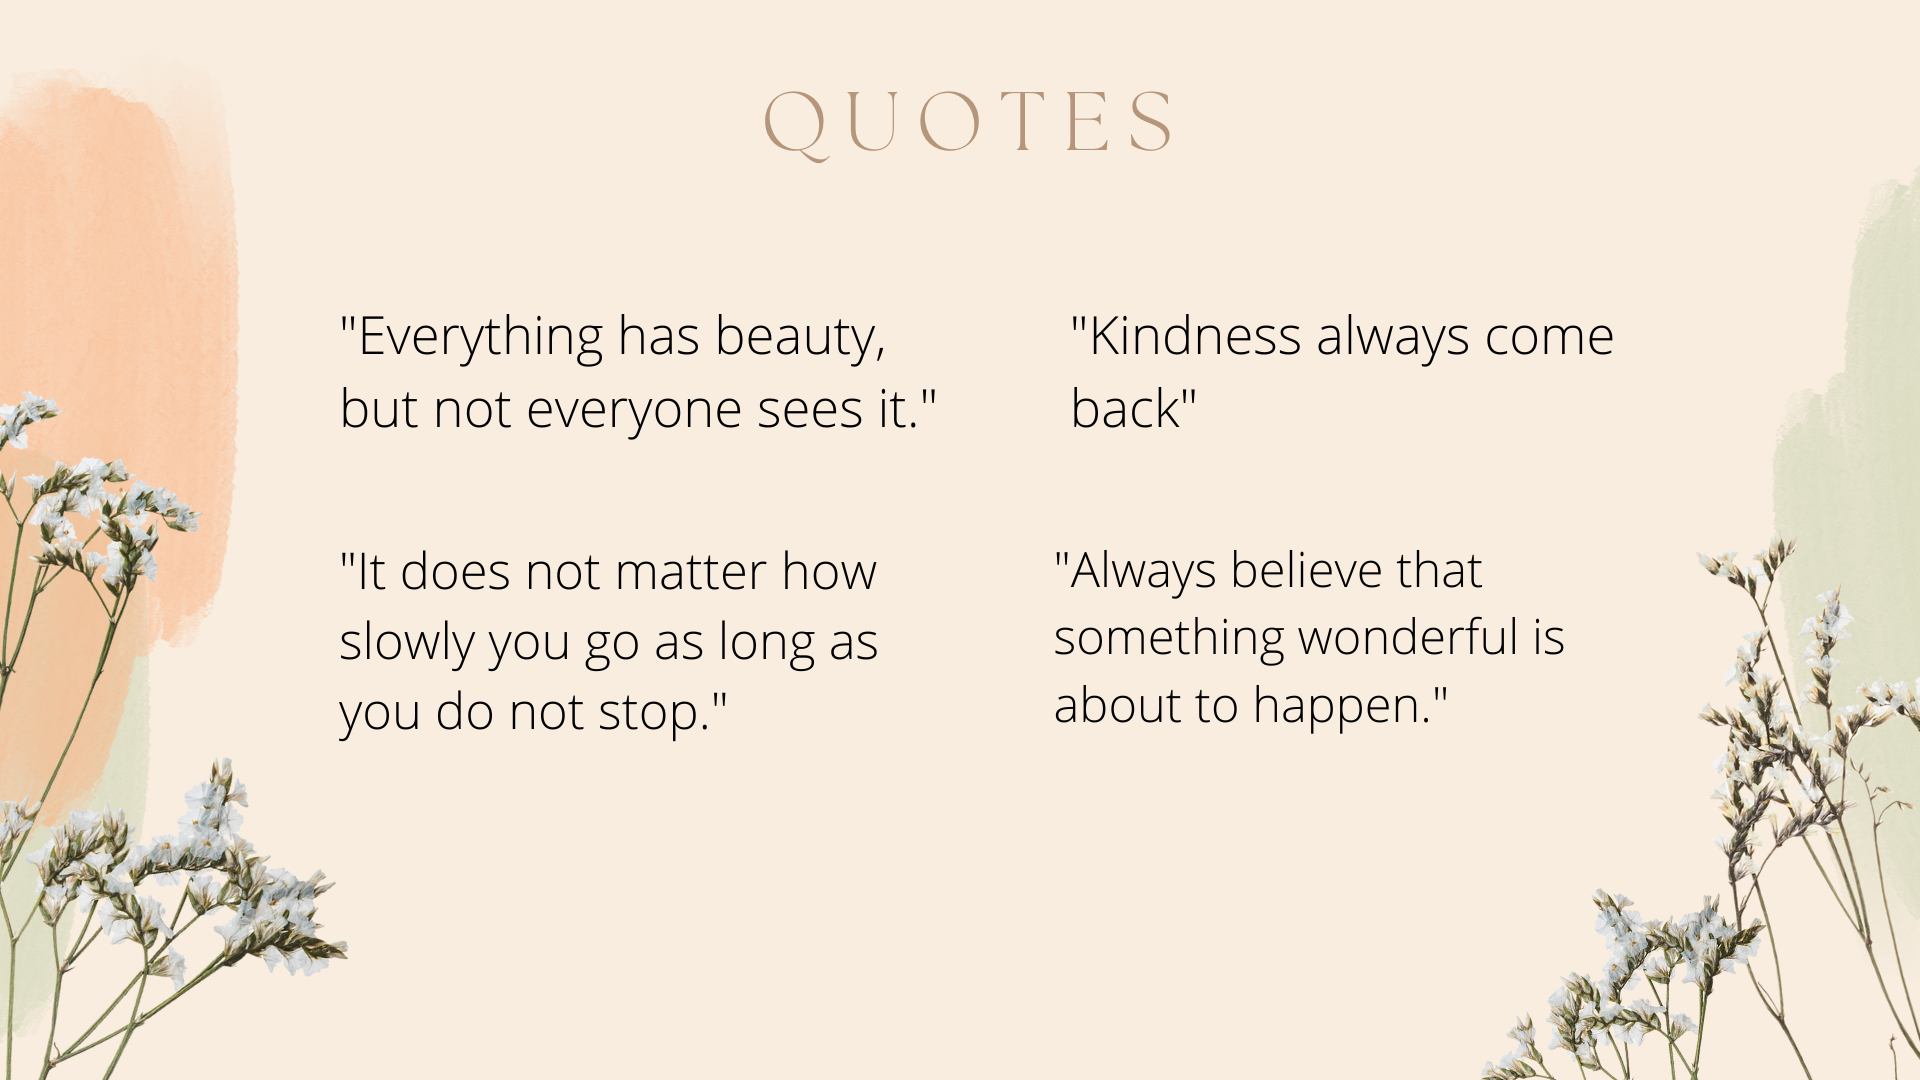 QUOTES
"Everything has beauty,
but not everyone sees it."
"Kindness always come
back"
"It does not matter how
slowly you go as long as
you do not stop."
"Always believe that
something wonderful is
about to happen."